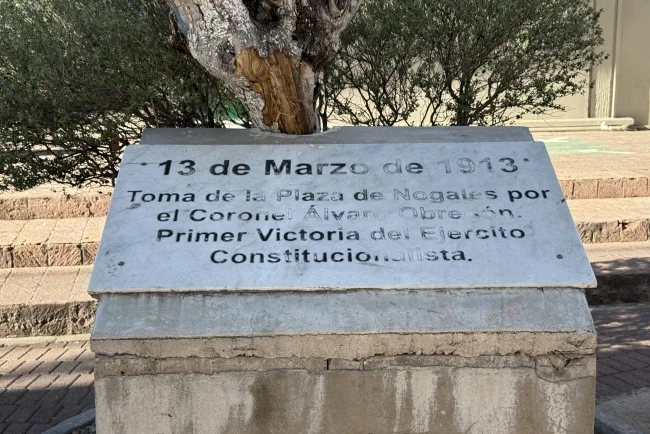 13 de Marzo de 1913
Toma de la Plaza de Nogales por
el Coronel Álvaro Obregón.
Primer Victoria del Ejercito
Constitucionalista.